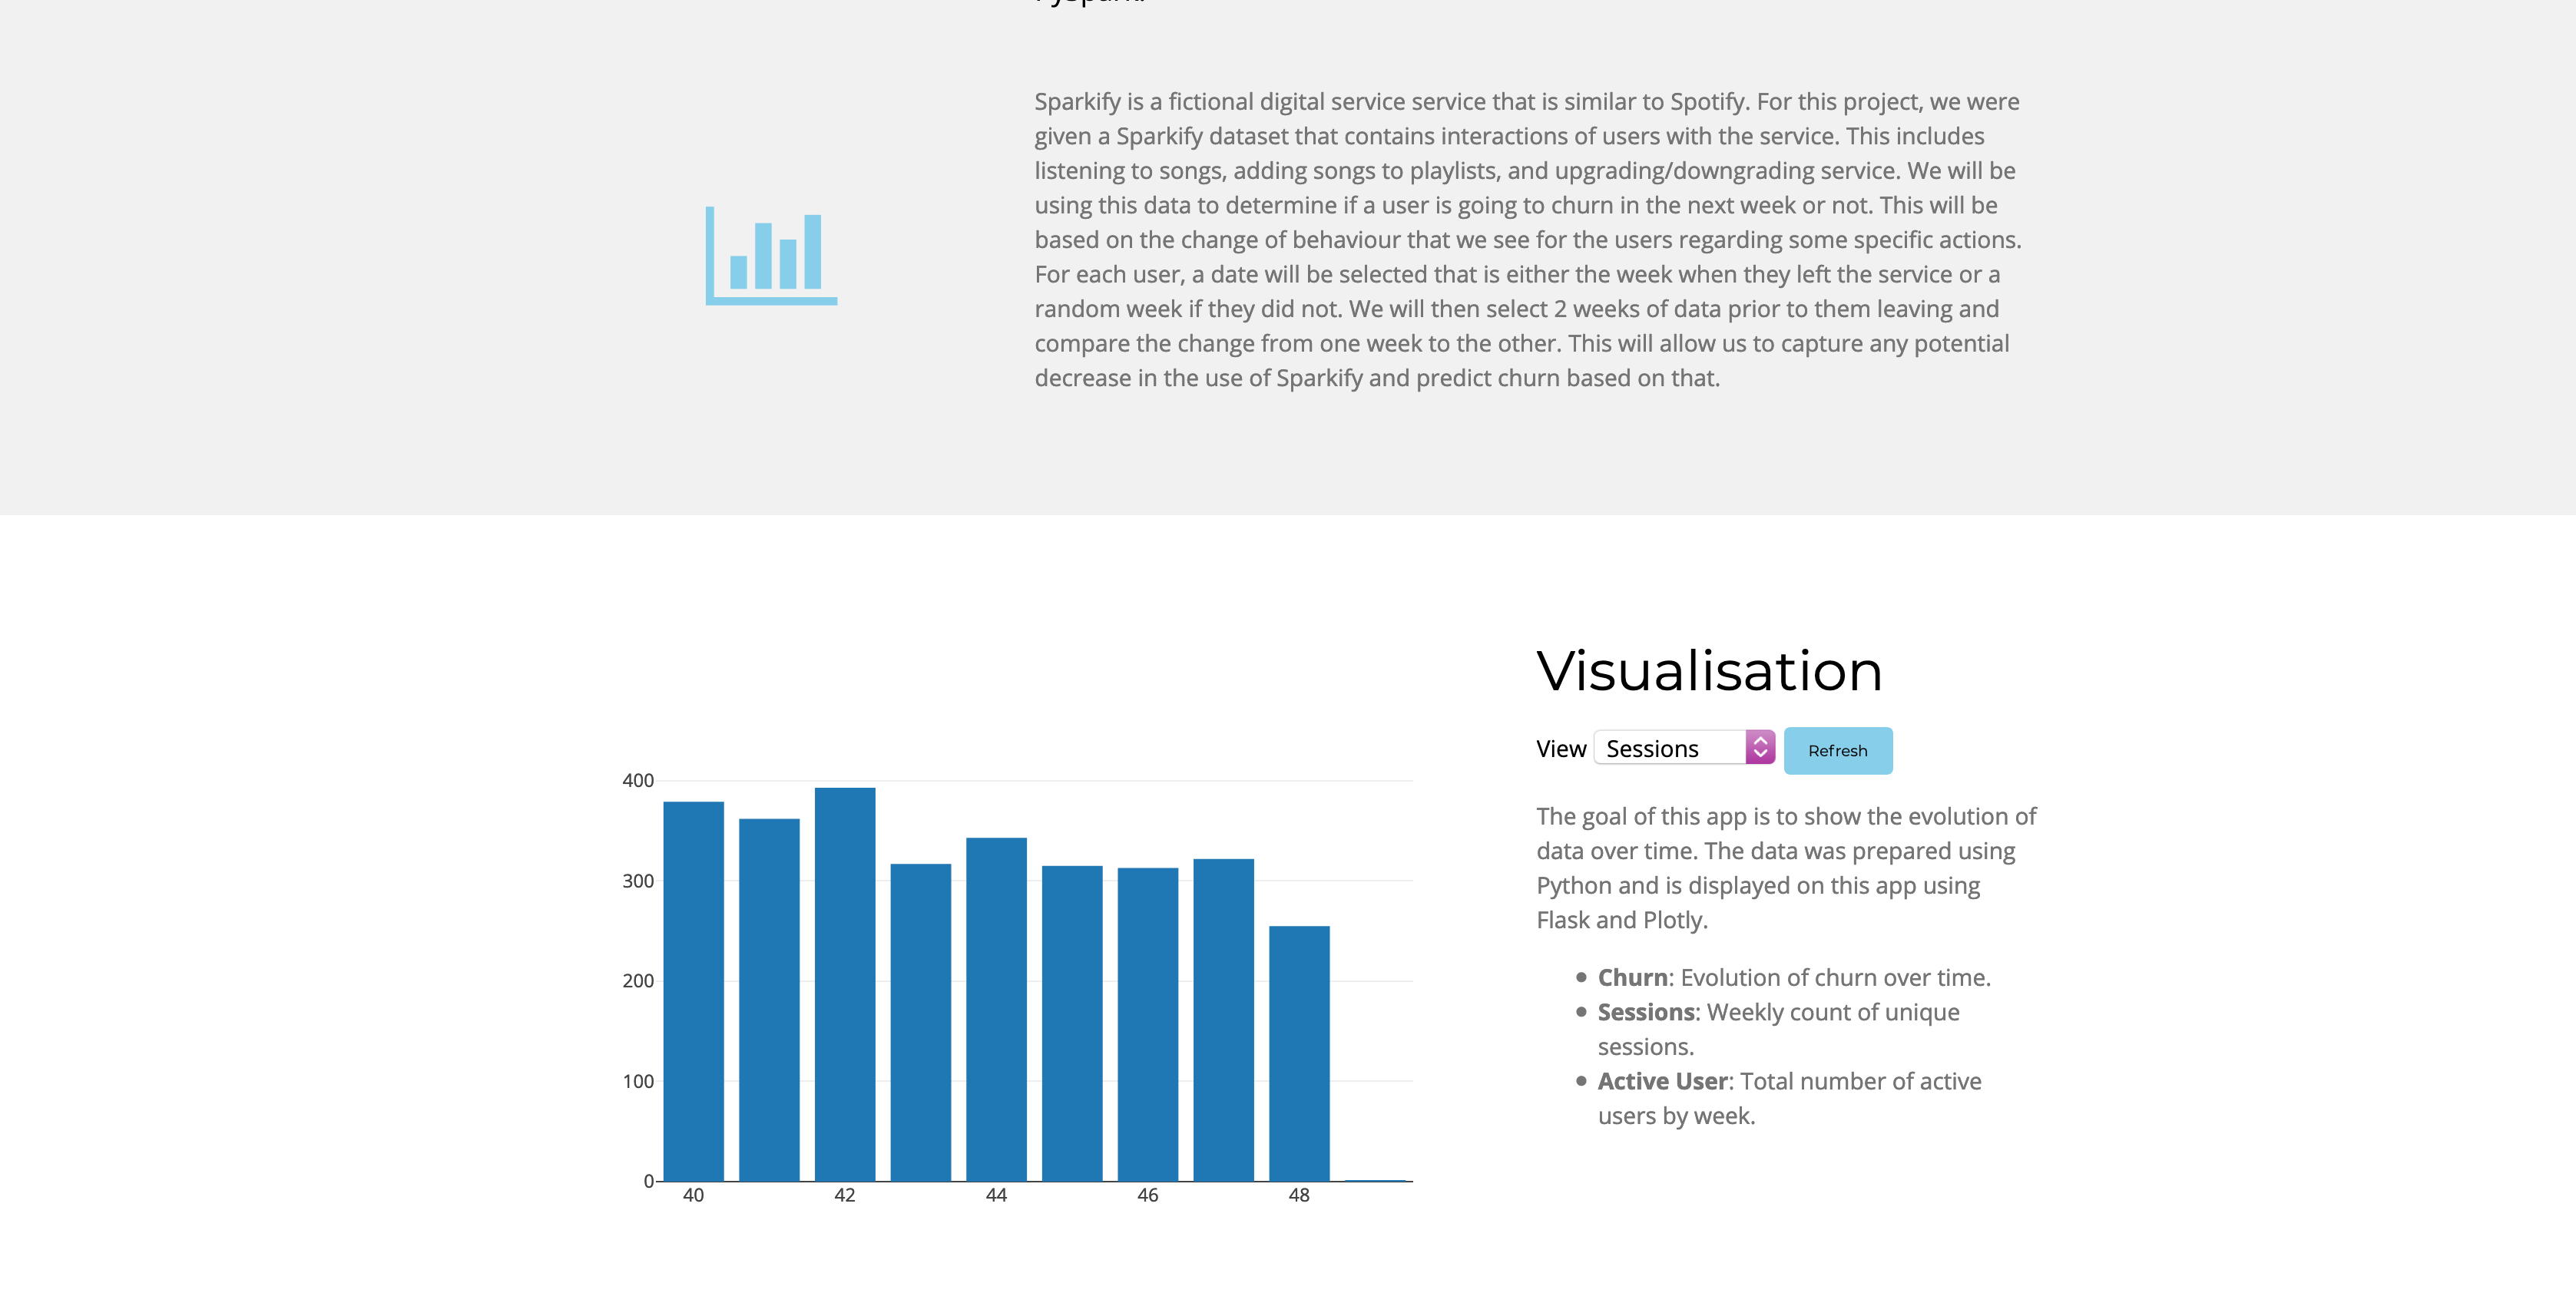 Sparkify is a fictional digital service service that is similar to Spotify. For this project, we were
given a Sparkify dataset that contains interactions of users with the service. This includes
listening to songs, adding songs to playlists, and upgrading/downgrading service. We will be
using this data to determine if a user is going to churn in the next week or not. This will be
based on the change of behaviour that we see for the users regarding some specific actions.
For each user, a date will be selected that is either the week when they left the service or a
random week if they did not. We will then select 2 weeks of data prior to them leaving and
compare the change from one week to the other. This will allow us to capture any potential
decrease in the use of Sparkify and predict churn based on that.
400
300
200
100
0
40 42 44 46 48
Visualisation
View Sessions Refresh
The goal of this app is to show the evolution of
data over time. The data was prepared using
Python and is displayed on this app using
Flask and Plotly.
• Churn: Evolution of churn over time.
• Sessions: Weekly count of unique
sessions.
• Active User: Total number of active
users by week.